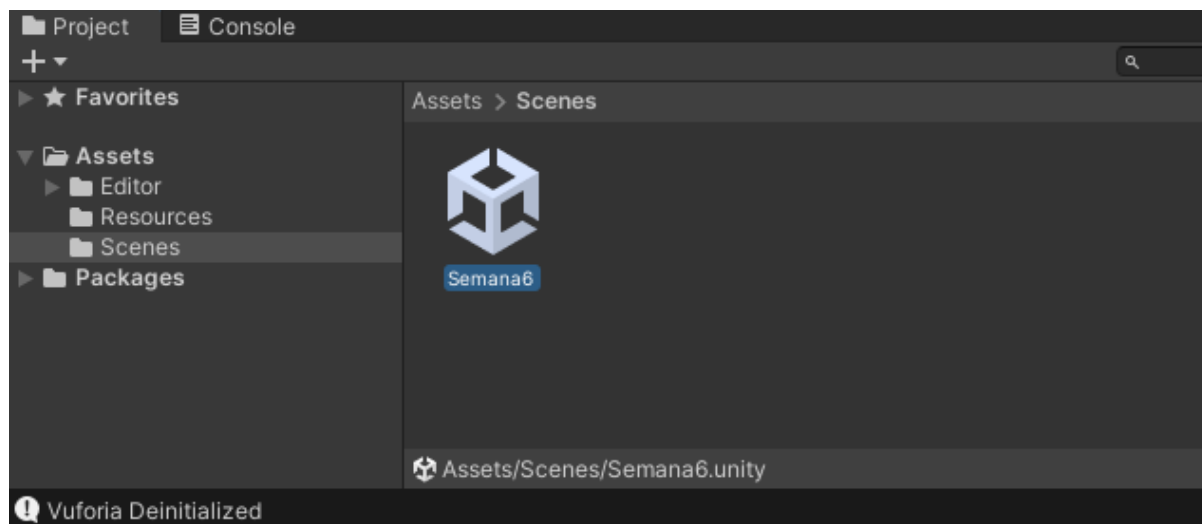 Project
Console
Favorites
Assets
Editor
Resources
Scenes
Packages
Assets > Scenes
Semana6
Assets/Scenes/Semana6.unity
Vuforia Deinitialized